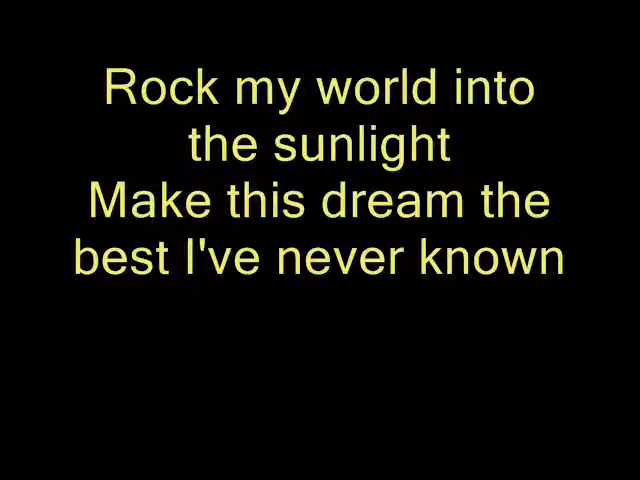 Rock my world into
the sunlight
Make this dream the
best I've never known